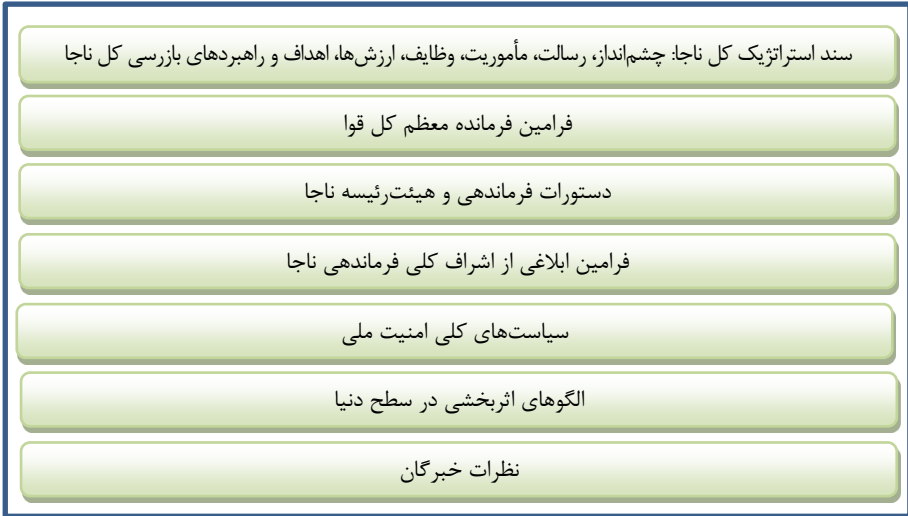 سند استراتژیک کل ناجا: چشم‌انداز، رسالت، مأموریت، وظایف، ارزش‌ها، اهداف و راهبردهای بازرسی کل ناجا
فرامین فرمانده معظم کل قوا
دستورات فرماندهی و هیئت‌رئیسه ناجا
فرامین ابلاغی از اشراف کلی فرماندهی ناجا
سیاست‌های کلی امنیت ملی
الگوهای اثربخشی در سطح دنیا
نظرات خبرگان